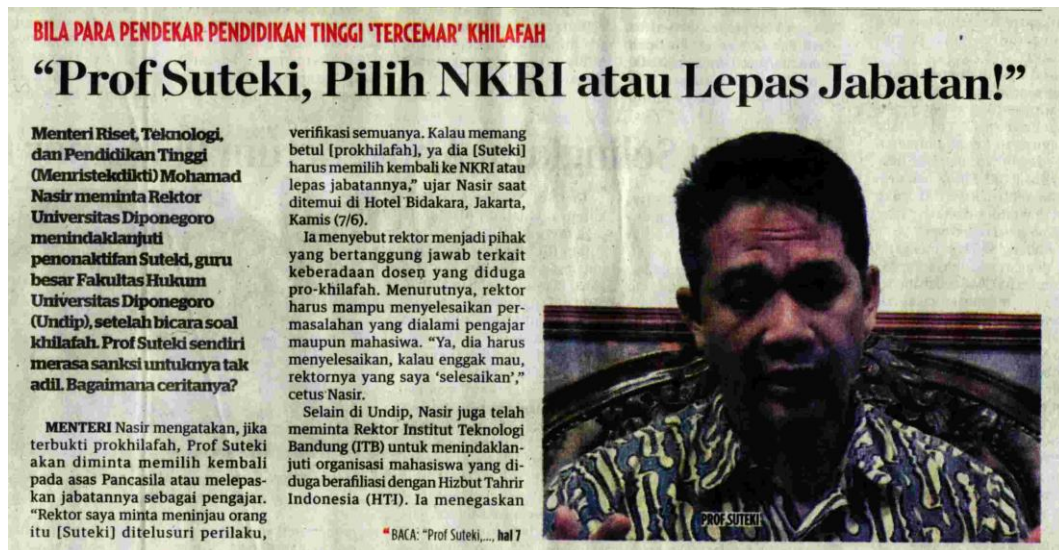 BILA PARA PENDEKAR PENDIDIKAN TINGGI 'TERCEMAR' KHILAFAH
“Prof Suteki, Pilih NKRI atau Lepas Jabatan!”
Menteri Riset, Teknologi,
dan Pendidikan Tinggi
(Menristekdikti) Mohamad
Nasir meminta Rektor
Universitas Diponegoro
menindaklanjuti
penonaktifan Suteki, guru
besar Fakultas Hukum
Universitas Diponegoro
(Undip), setelah bicara soal
khilafah. Prof Suteki sendiri
merasa sanksi untuknya tak
adil. Bagaimana ceritanya?
MENTERI Nasir mengatakan, jika
terbukti prokhilafah, Prof Suteki
akan diminta memilih kembali
pada asas Pancasila atau melepas-
kan jabatannya sebagai pengajar.
“Rektor saya minta meninjau orang
itu [Suteki] ditelusuri perilaku,
verifikasi semuanya. Kalau memang
betul [prokhilafah], ya dia [Suteki]
harus memilih kembali ke NKRI atau
lepas jabatannya,” ujar Nasir saat
ditemui di Hotel Bidakara, Jakarta,
Kamis (7/6).
Ia menyebut rektor menjadi pihak
yang bertanggung jawab terkait
keberadaan dosen yang diduga
pro-khilafah. Menurutnya, rektor
harus mampu menyelesaikan per-
masalahan yang dialami pengajar
maupun mahasiwa. “Ya, dia harus
menyelesaikan, kalau enggak mau,
rektornya yang saya ‘selesaikan’,”
cetus Nasir.
Selain di Undip, Nasir juga telah
meminta Rektor Institut Teknologi
Bandung (ITB) untuk menindaklan-
juti organisasi mahasiswa yang di-
duga berafiliasi dengan Hizbut Tahrir
Indonesia (HTI). Ia menegaskan
BACA: “Prof Suteki,..., hal 7
PROF SUTEKI